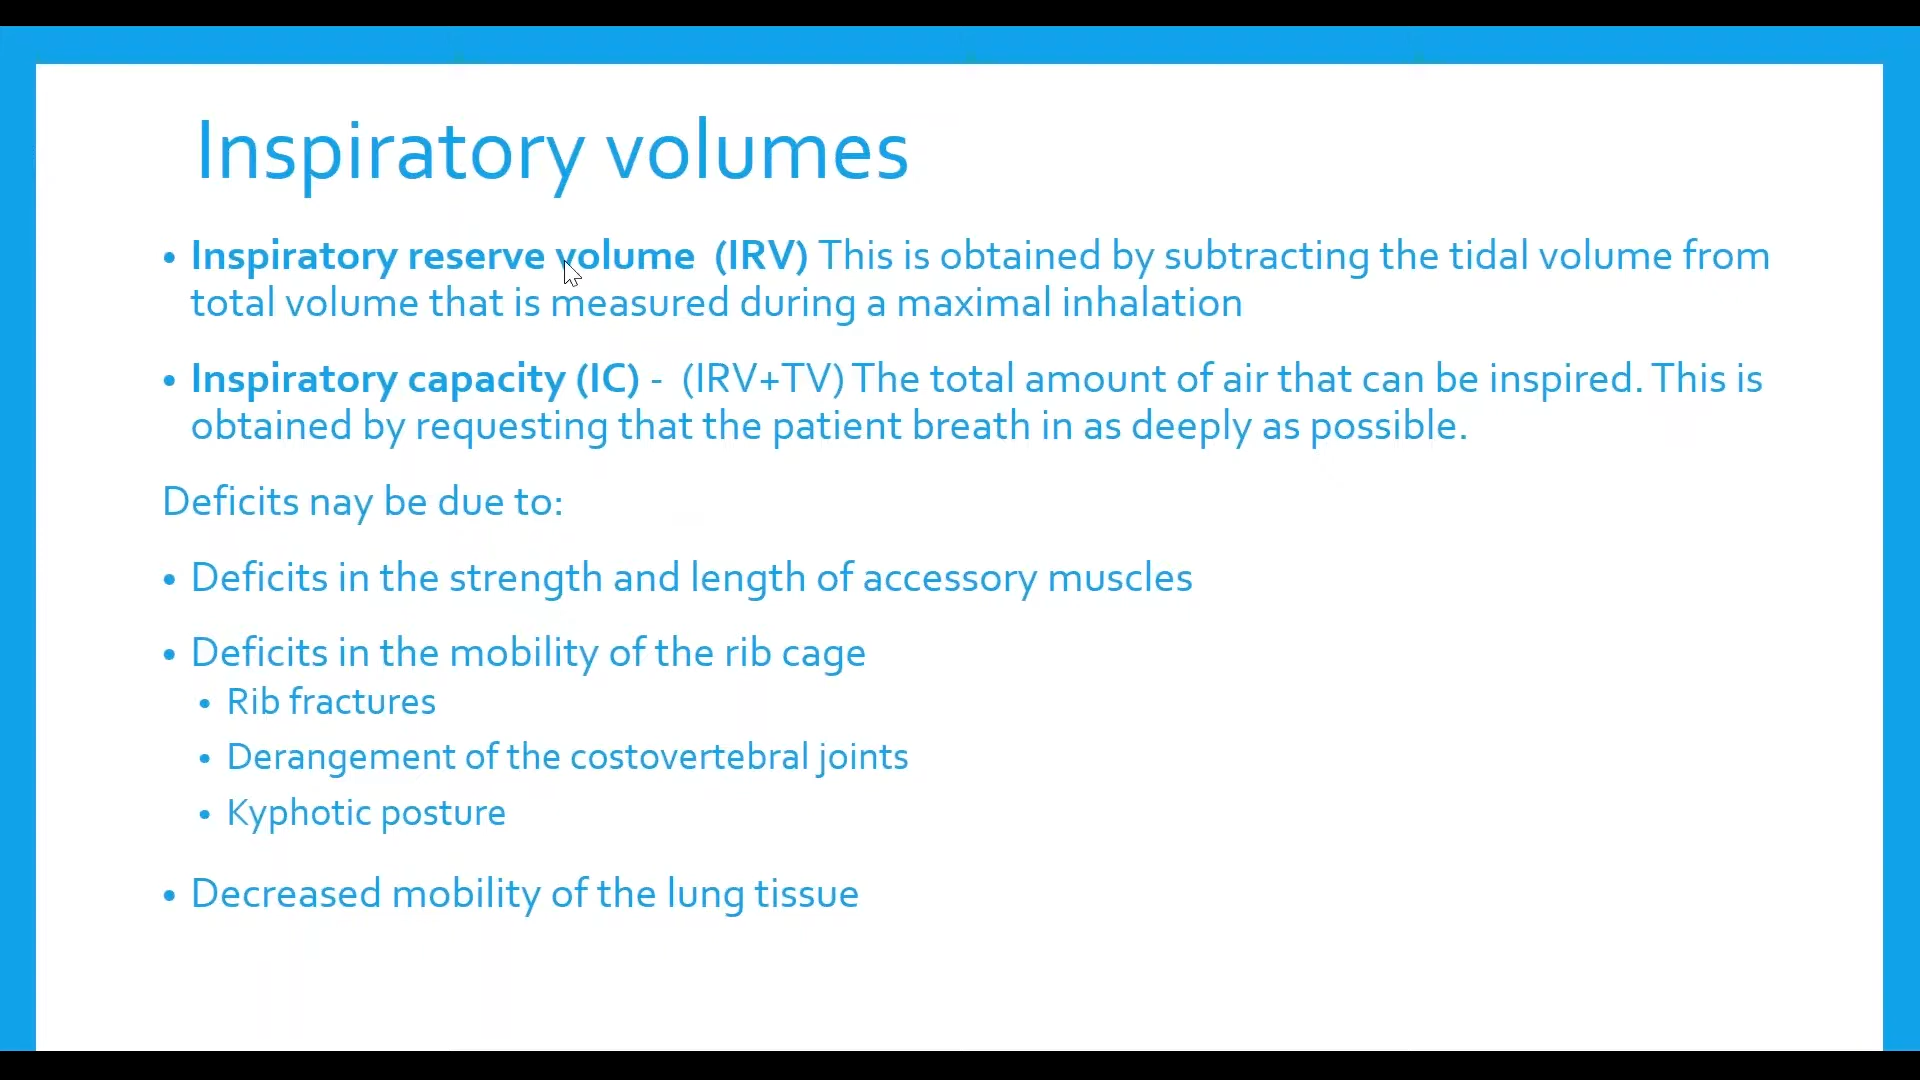 Inspiratory volumes
• Inspiratory reserve volume (IRV) This is obtained by subtracting the tidal volume from
total volume that is measured during a maximal inhalation
• Inspiratory capacity (IC) - (IRV+TV) The total amount of air that can be inspired. This is
obtained by requesting that the patient breath in as deeply as possible.
Deficits nay be due to:
• Deficits in the strength and length of accessory muscles
• Deficits in the mobility of the rib cage
• Rib fractures
• Derangement of the costovertebral joints
• Kyphotic posture
• Decreased mobility of the lung tissue